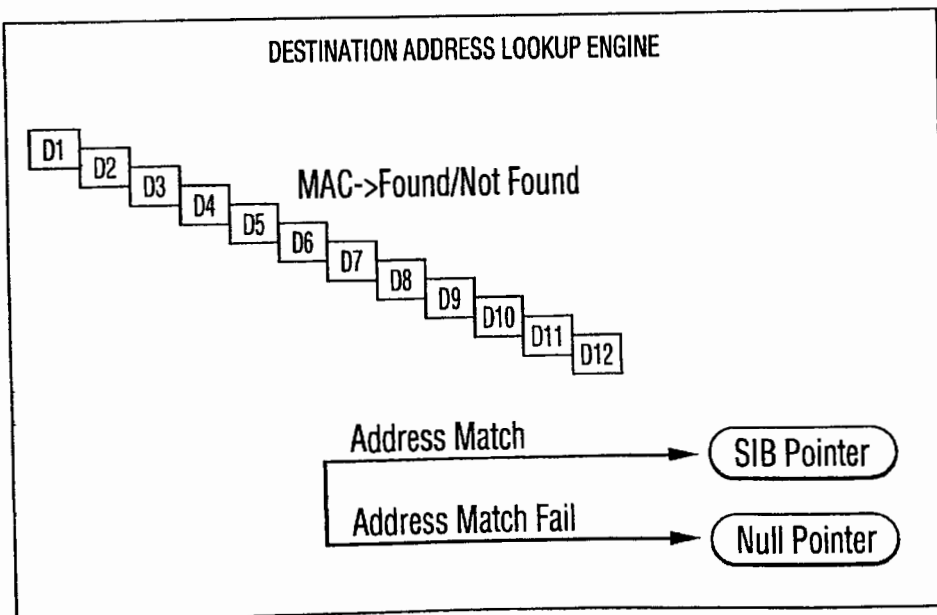 DESTINATION ADDRESS LOOKUP ENGINE
D1
D2
D3
MAC->Found/Not Found
D4
D5
D6
D7
D8
D9
D10
D11
D12
Address Match
SIB Pointer
Address Match Fail
Null Pointer